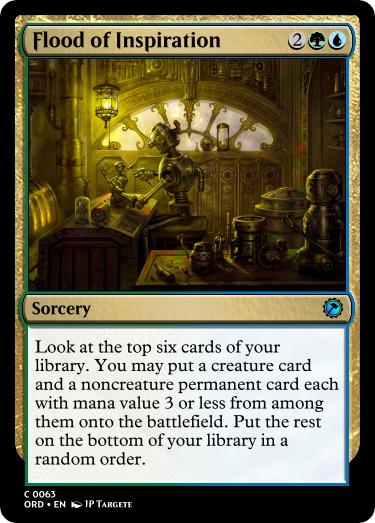 Flood of Inspiration 2
Sorcery
Look at the top six cards of your
library. You may put a creature card
and a noncreature permanent card each
with mana value 3 or less from among
them onto the battlefield. Put the rest
on the bottom of your library in a
random order.
C 0063
ORD • EN JP Targete